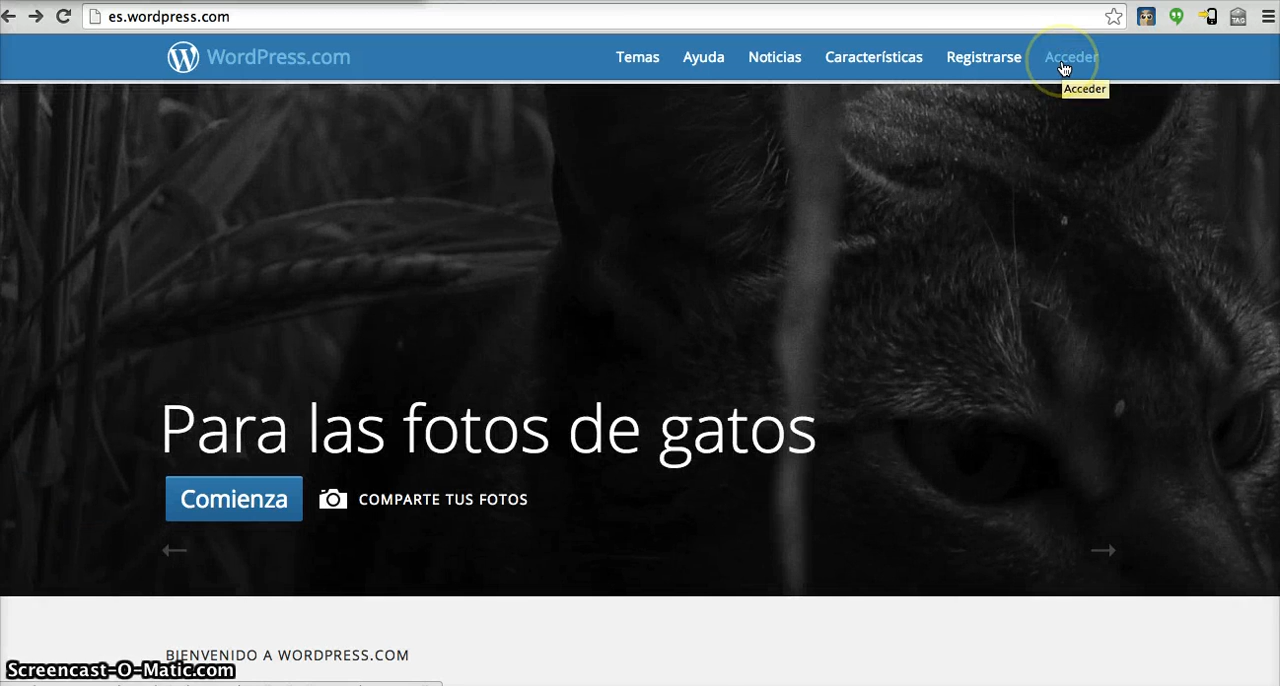 es.wordpress.com
TAG
WordPress.com
Temas Ayuda Noticias Características Registrarse Acceder
Acceder
Para las fotos de gatos
Comienza COMPARTE TUS FOTOS
BIENVENIDO A WORDPRESS.COM
Screencast-O-Matic.com